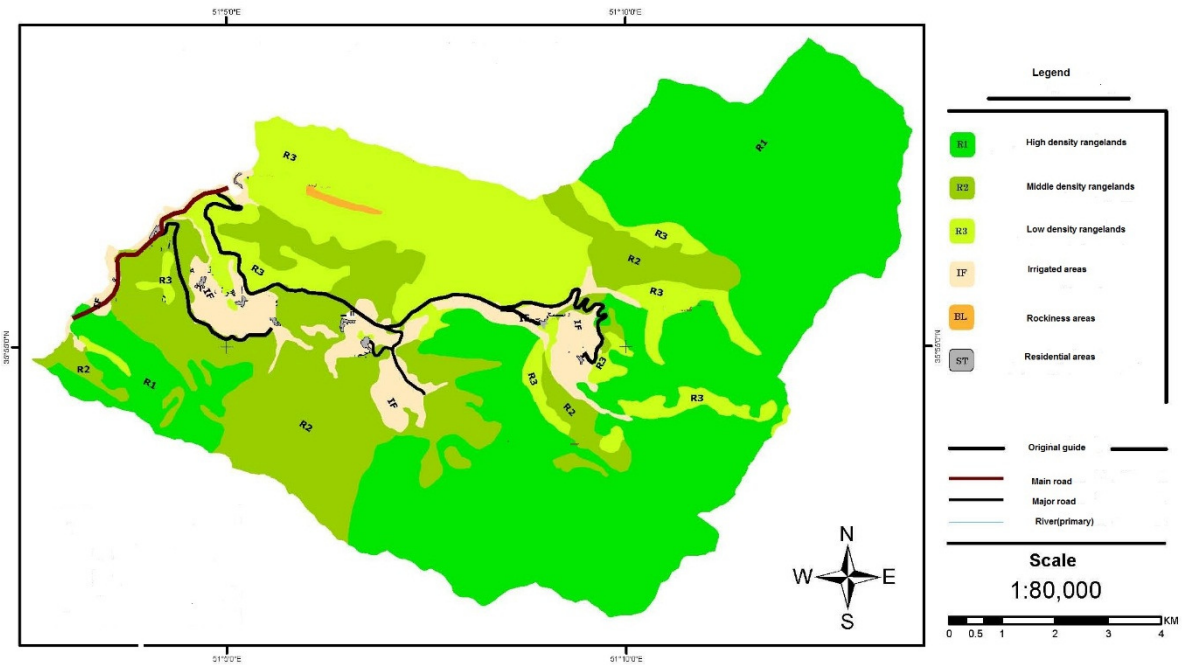 51°5'0"E
51°10'0"E
Legend
R1
High density rangelands
R2
Middle density rangelands
R3
Low density rangelands
IF
Irrigated areas
BL
Rockiness areas
ST
Residential areas
Original guide
Main road
Major road
River(primary)
Scale
1:80,000
0 0.5 1 2 3 4 KM
N
W E
S
R1
R3
R3
R2
R3
R3
R3
IF
IF
IF
IF
R3
R3
R2
R3
R2
R1
R2
IF
51°5'0"E
51°10'0"E